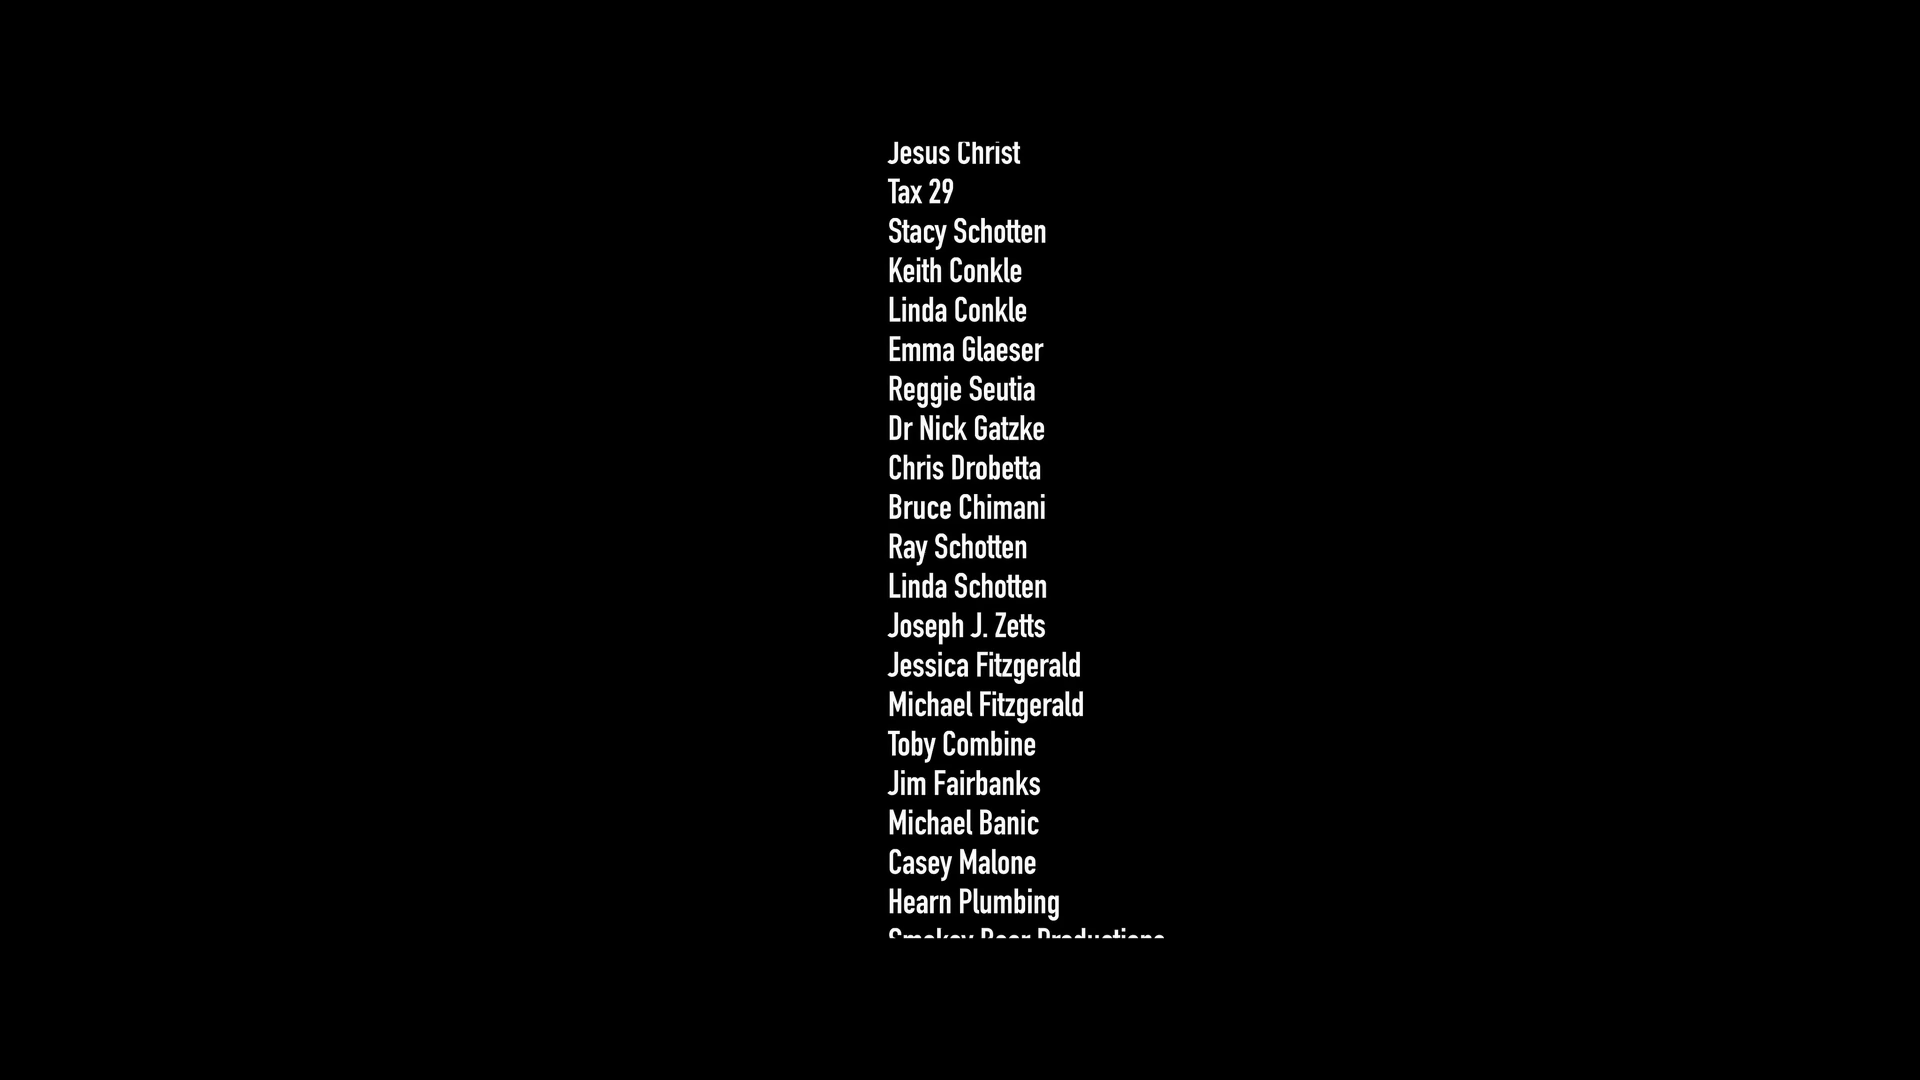 Jesus Christ
Tax 29
Stacy Schotten
Keith Conkle
Linda Conkle
Emma Glaeser
Reggie Seutia
Dr Nick Gatzke
Chris Drobetta
Bruce Chimani
Ray Schotten
Linda Schotten
Joseph J. Zetts
Jessica Fitzgerald
Michael Fitzgerald
Toby Combine
Jim Fairbanks
Michael Banic
Casey Malone
Hearn Plumbing
Productions